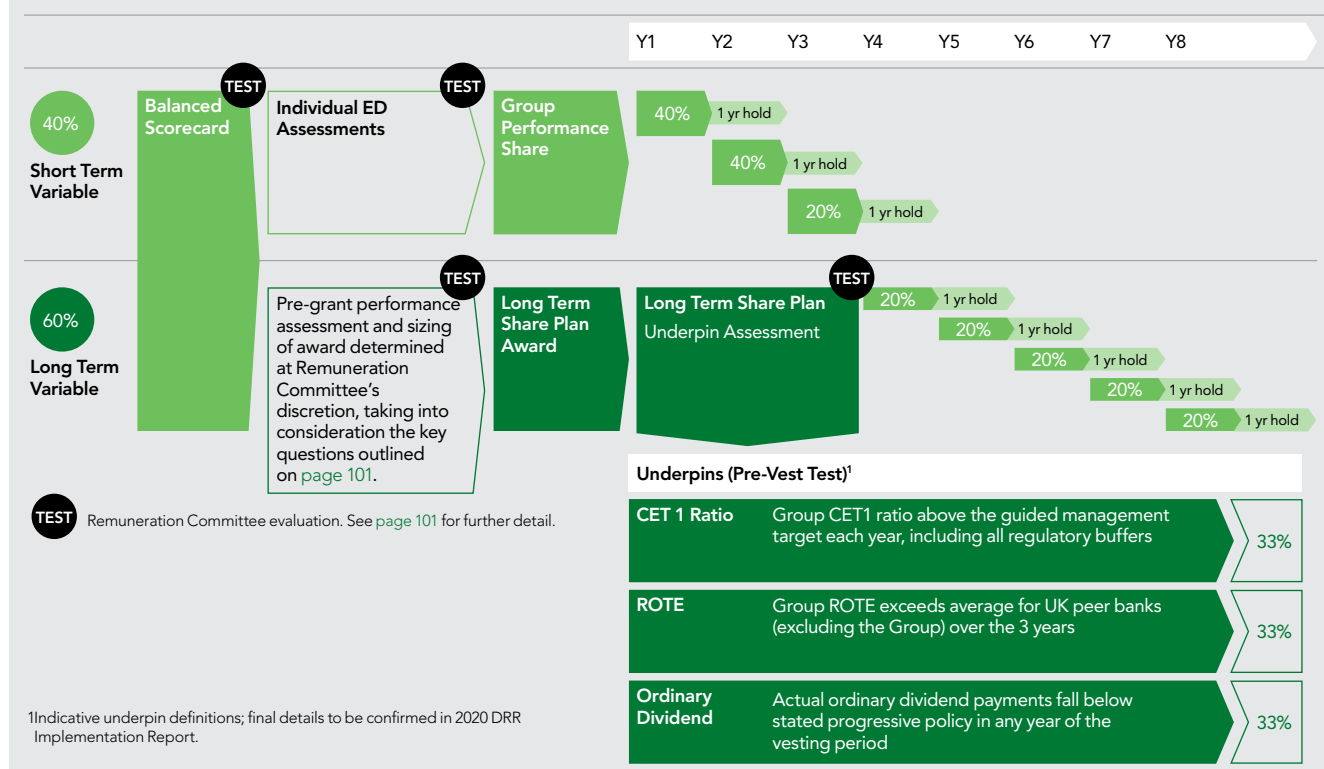 Y1 Y2 Y3 Y4 Y5 Y6 Y7 Y8
40%
Short Term
Variable
Balanced
Scorecard
TEST
Individual ED
Assessments
TEST
Group
Performance
Share
40% 1 yr hold
40% 1 yr hold
20% 1 yr hold
60%
Long Term
Variable
Pre-grant performance
assessment and sizing
of award determined
at Remuneration
Committee’s
discretion, taking into
consideration the key
questions outlined
on page 101.
TEST
Long Term
Share Plan
Award
Long Term Share Plan
Underpin Assessment
TEST
20% 1 yr hold
20% 1 yr hold
20% 1 yr hold
20% 1 yr hold
20% 1 yr hold
TEST Remuneration Committee evaluation. See page 101 for further detail.
Underpins (Pre-Vest Test)1
CET 1 Ratio Group CET1 ratio above the guided management
target each year, including all regulatory buffers
33%
ROTE Group ROTE exceeds average for UK peer banks
(excluding the Group) over the 3 years
33%
Ordinary
Dividend
Actual ordinary dividend payments fall below
stated progressive policy in any year of the
vesting period
33%
1Indicative underpin definitions; final details to be confirmed in 2020 DRR
Implementation Report.